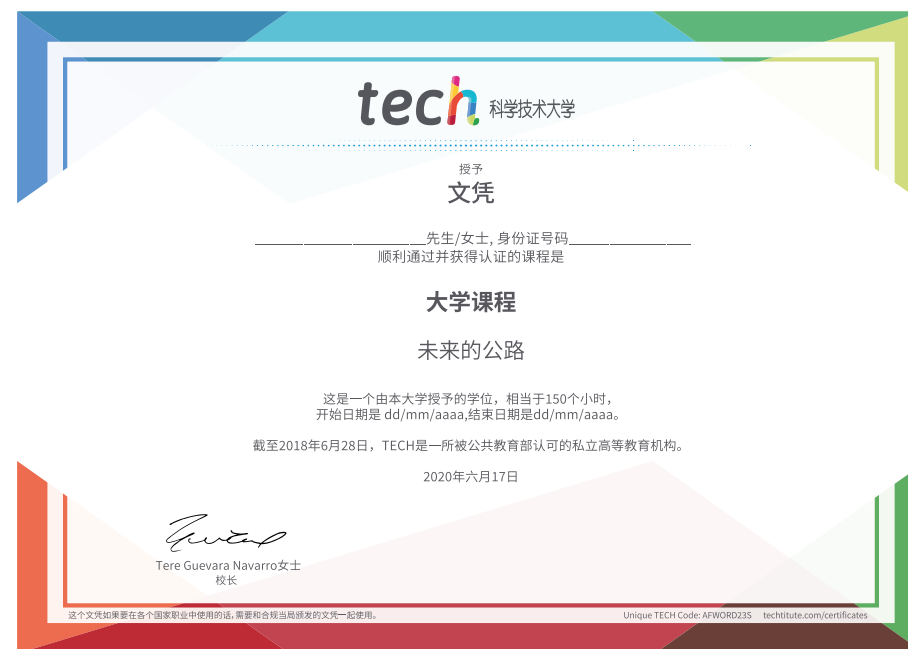 tech 科学技术大学
授予
文凭
先生/女士, 身份证号码
顺利通过并获得认证的课程是
大学课程
未来的公路
这是一个由本大学授予的学位，相当于150个小时，
开始日期是 dd/mm/aaaa,结束日期是dd/mm/aaaa。
截至2018年6月28日，TECH是一所被公共教育部认可的私立高等教育机构。
2020年六月17日
Tere Guevara Navarro女士
校长
这个文凭如果要在各个国家职业中使用的话,需要和合规当局颁发的文凭一起使用。
Unique TECH Code: AFWORD23S techtitute.com/certificates